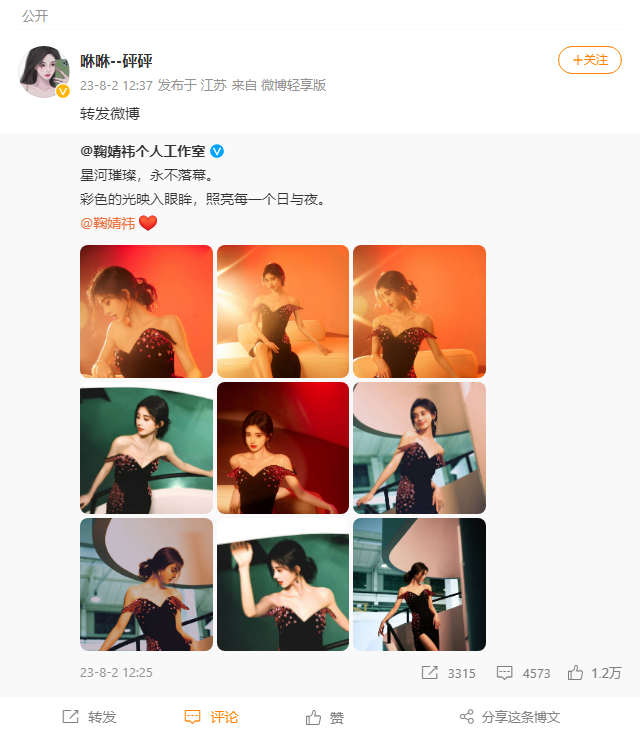 公开
咻咻--砰砰
+关注
23-8-2 12:37 发布于 江苏 来自 微博轻享版
转发微博
@鞠婧祎个人工作室
星河璀璨，永不落幕。
彩色的光映入眼眸，照亮每一个日与夜。
@鞠婧祎 ❤️
23-8-2 12:25
3315 4573 1.2万
转发 评论 赞 分享这条博文